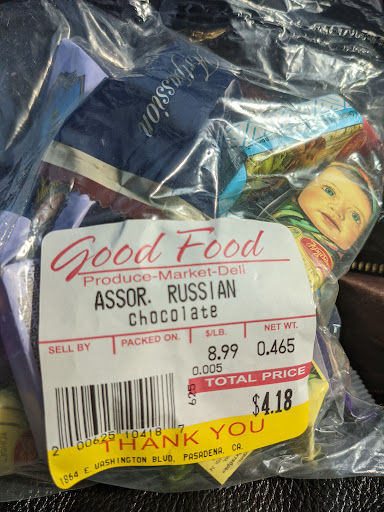 Impression
Good Food
Produce-Market-Deli
ASSOR. RUSSIAN
chocolate
SELL BY PACKED ON. $/LB. NET WT.
8.99 0.465
0.005
TOTAL PRICE
$4.18
625
2 00625 10418 7
THANK YOU
1864 E. WASHINGTON BLVD. PASADENA, CA.